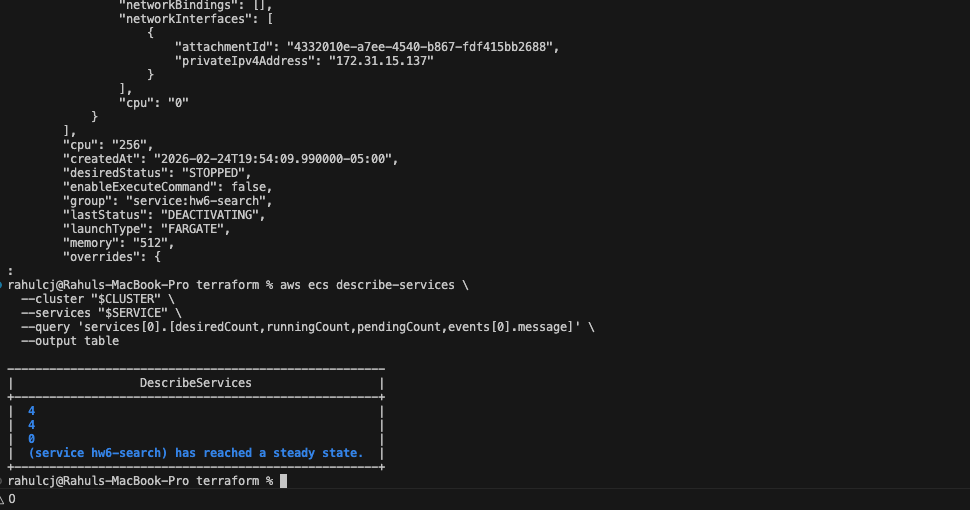 "networkBindings": [],
                "networkInterfaces": [
                    {
                        "attachmentId": "4332010e-a7ee-4540-b867-fdf415bb2688",
                        "privateIpv4Address": "172.31.15.137"
                    }
                ],
                "cpu": "0"
            }
        ],
        "cpu": "256",
        "createdAt": "2026-02-24T19:54:09.990000-05:00",
        "desiredStatus": "STOPPED",
        "enableExecuteCommand": false,
        "group": "service:hw6-search",
        "lastStatus": "DEACTIVATING",
        "launchType": "FARGATE",
        "memory": "512",
        "overrides": {
:
rahulcj@Rahuls-MacBook-Pro terraform % aws ecs describe-services \
  --cluster "$CLUSTER" \
  --services "$SERVICE" \
  --query 'services[0].[desiredCount,runningCount,pendingCount,events[0].message]' \
  --output table

------------------------------------------------------
|                  DescribeServices                  |
+----------------------------------------------------+
|  4                                                 |
|  4                                                 |
|  0                                                 |
|  (service hw6-search) has reached a steady state.  |
+----------------------------------------------------+
rahulcj@Rahuls-MacBook-Pro terraform %
0